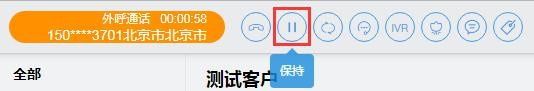 外呼通话 00:00:58
150****3701北京市北京市
IVR
保持
全部
测试客户